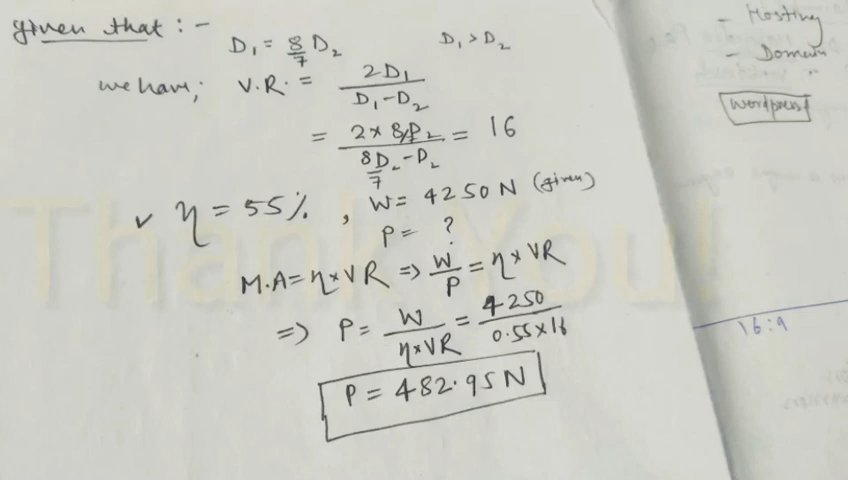 given that :-
D₁ = 8/7 D₂ D₁ > D₂
we have; V.R. = 2D₁ / (D₁ - D₂)
= (2 × 8/7 D₂) / (8/7 D₂ - D₂) = 16
✓ η = 55%, W = 4250 N (given)
P = ?
M.A = η × VR => W/P = η × VR
=> P = W / (η × VR) = 4250 / (0.55 × 16)
P = 482.95 N
- Hosting
- Domain
Wordpress
16:9
Thank You!